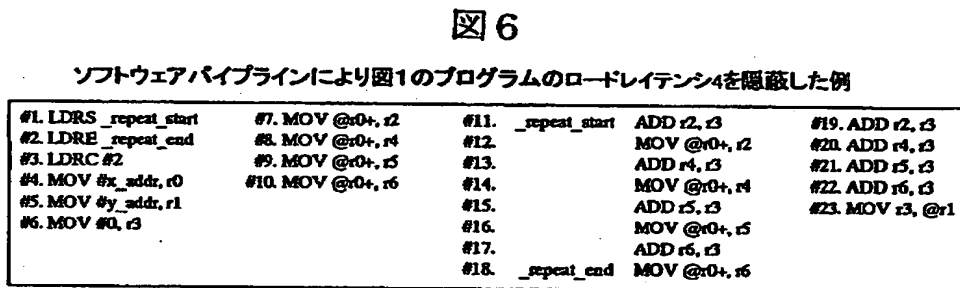 図6
ソフトウェアパイプラインにより図1のプログラムのロードレイテンシ4を隠蔽した例
#1. LDRS _repeat_start
#2. LDRE _repeat_end
#3. LDRC #2
#4. MOV #x_addr, r0
#5. MOV #y_addr, r1
#6. MOV #0, r3
#7. MOV @r0+, r2
#8. MOV @r0+, r4
#9. MOV @r0+, r5
#10. MOV @r0+, r6
#11. _repeat_start ADD r2, r3
#12. MOV @r0+, r2
#13. ADD r4, r3
#14. MOV @r0+, r4
#15. ADD r5, r3
#16. MOV @r0+, r5
#17. ADD r6, r3
#18. _repeat_end MOV @r0+, r6
#19. ADD r2, r3
#20. ADD r4, r3
#21. ADD r5, r3
#22. ADD r6, r3
#23. MOV r3, @r1